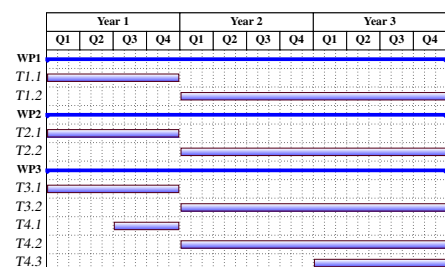 Year 1 Year 2 Year 3
Q1 Q2 Q3 Q4 Q1 Q2 Q3 Q4 Q1 Q2 Q3 Q4
WP1
T1.1
T1.2
WP2
T2.1
T2.2
WP3
T3.1
T3.2
T4.1
T4.2
T4.3